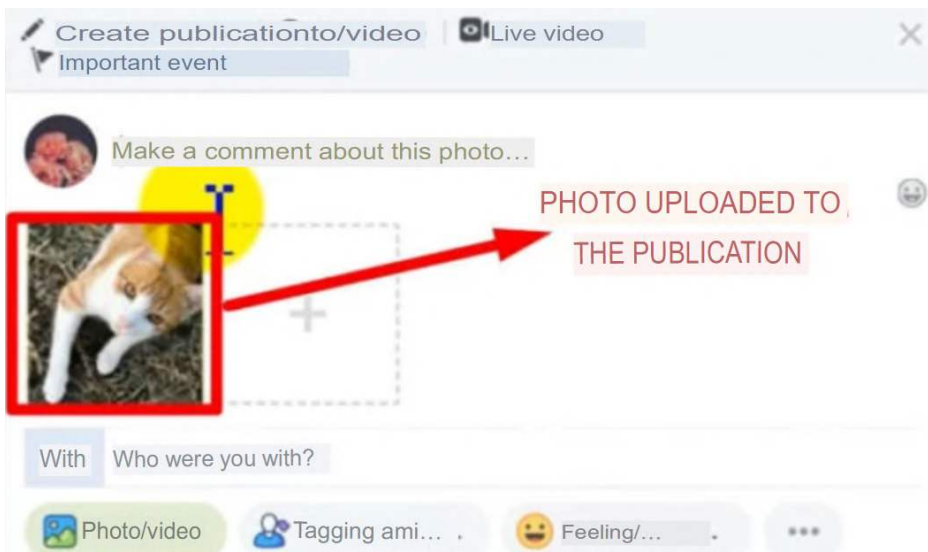 Create publicationto/video Live video
Important event
Make a comment about this photo...
PHOTO UPLOADED TO
THE PUBLICATION
With Who were you with?
Photo/video Tagging ami... . Feeling/... .